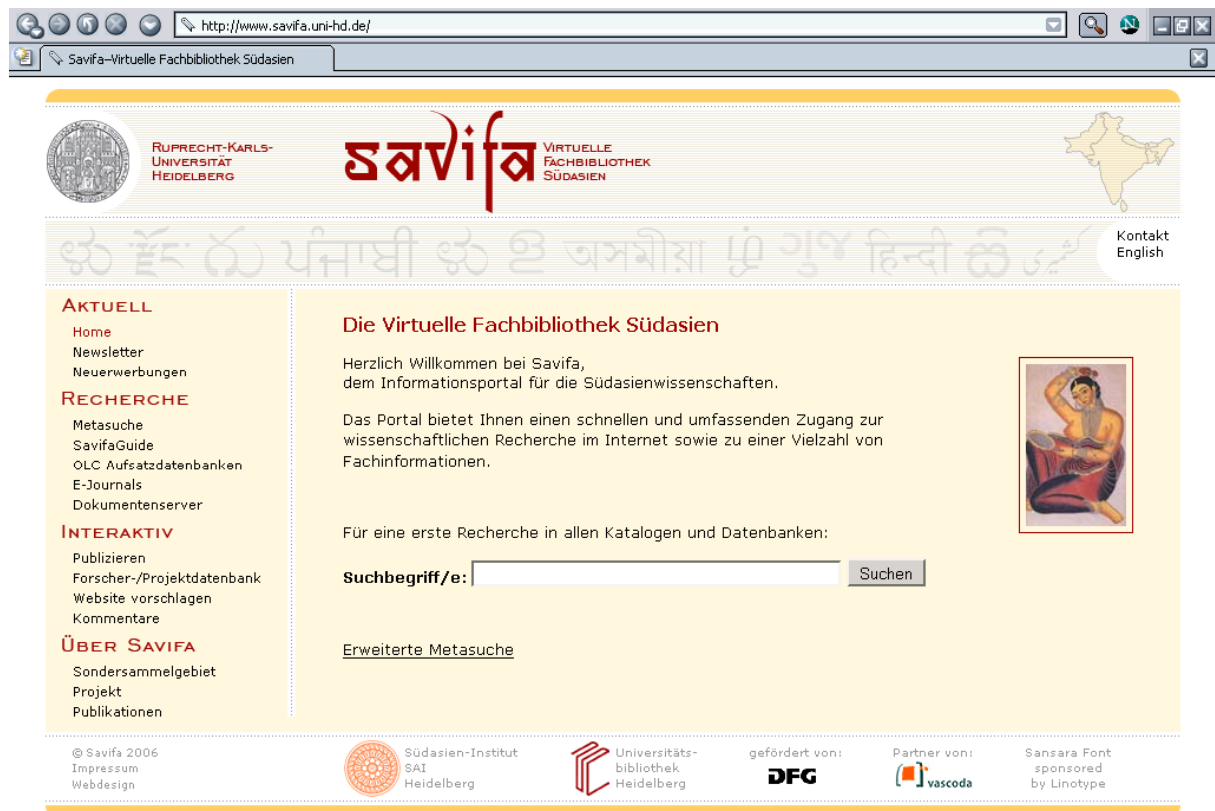 http://www.savifa.uni-hd.de/
Savifa–Virtuelle Fachbibliothek Südasien
RUPRECHT-KARLS-
UNIVERSITÄT
HEIDELBERG
savifa
VIRTUELLE
FACHBIBLIOTHEK
SÜDASIEN
ਪੰਜਾਬੀ
অসমীয়া
ગુજ
हिन्दी
Kontakt
English
AKTUELL
Home
Newsletter
Neuerwerbungen
RECHERCHE
Metasuche
SavifaGuide
OLC Aufsatzdatenbanken
E-Journals
Dokumentenserver
INTERAKTIV
Publizieren
Forscher-/Projektdatenbank
Website vorschlagen
Kommentare
ÜBER SAVIFA
Sondersammelgebiet
Projekt
Publikationen
Die Virtuelle Fachbibliothek Südasien
Herzlich Willkommen bei Savifa,
dem Informationsportal für die Südasienwissenschaften.
Das Portal bietet Ihnen einen schnellen und umfassenden Zugang zur
wissenschaftlichen Recherche im Internet sowie zu einer Vielzahl von
Fachinformationen.
Für eine erste Recherche in allen Katalogen und Datenbanken:
Suchbegriff/e: Suchen
Erweiterte Metasuche
© Savifa 2006
Impressum
Webdesign
Südasien-Institut
SAI
Heidelberg
Universitäts-
bibliothek
Heidelberg
gefördert von:
DFG
Partner von:
vascoda
Sansara Font
sponsored
by Linotype